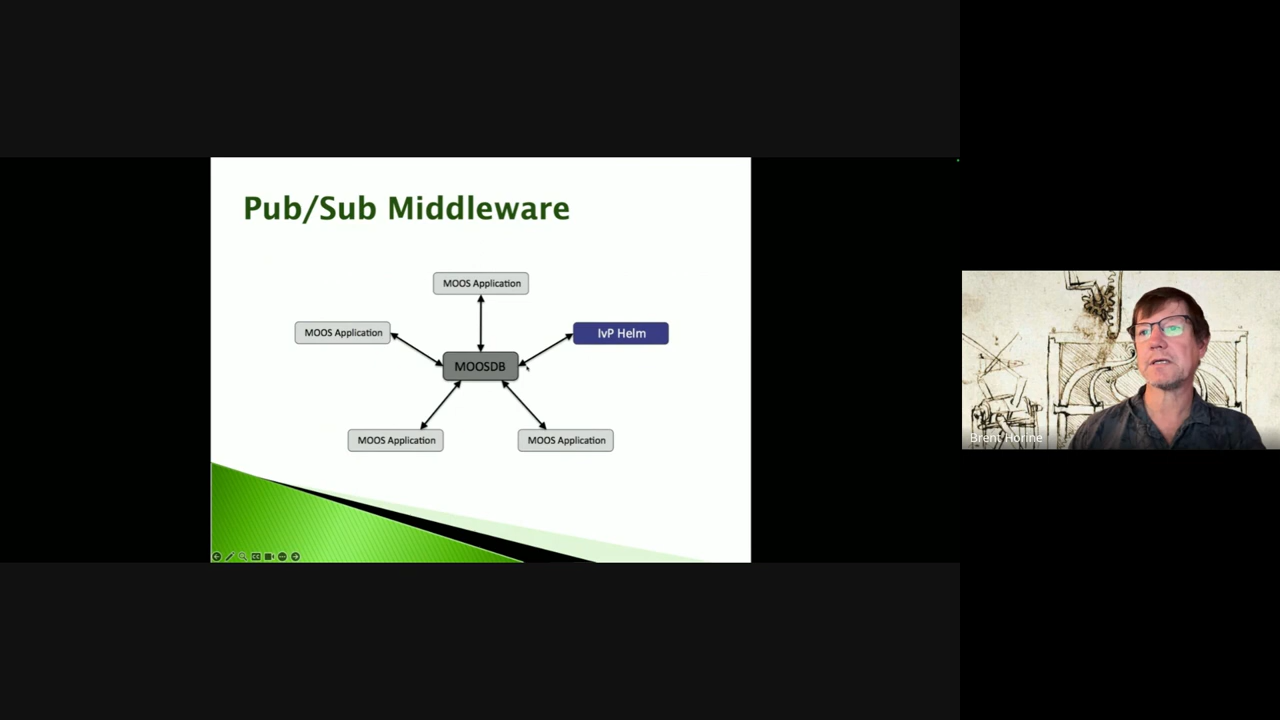 Pub/Sub Middleware
MOOS Application
MOOS Application
IvP Helm
MOOSDB
MOOS Application
MOOS Application
Brent Horine